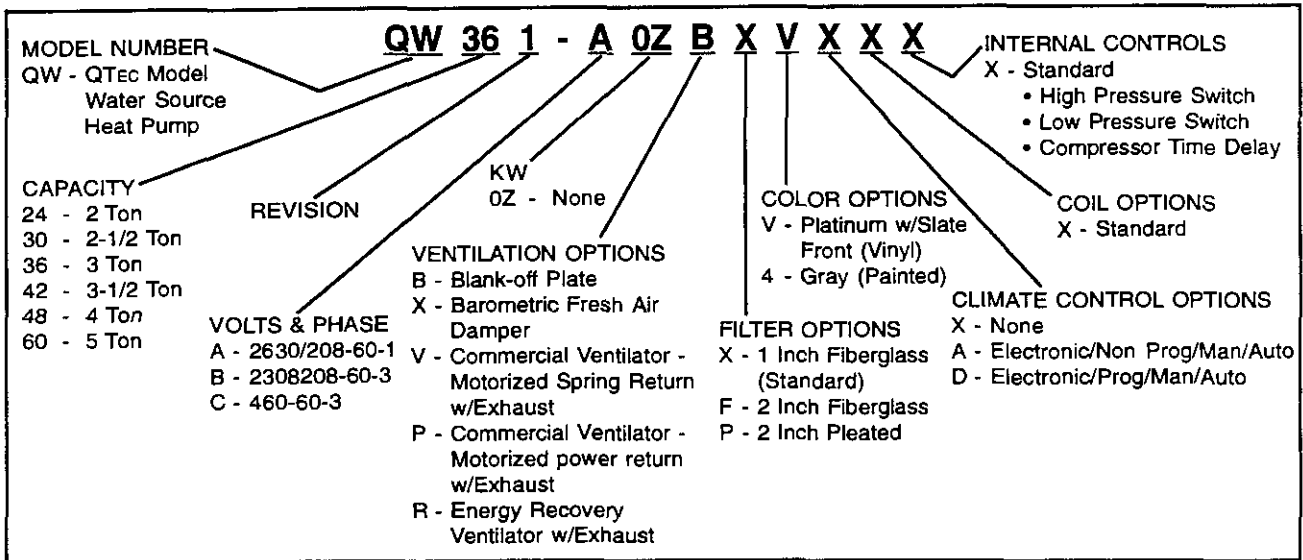 QW 36 1 - A 0Z B X V X X X
MODEL NUMBER
QW - QTEC Model
Water Source
Heat Pump
CAPACITY
24 - 2 Ton
30 - 2-1/2 Ton
36 - 3 Ton
42 - 3-1/2 Ton
48 - 4 Ton
60 - 5 Ton
REVISION
VOLTS & PHASE
A - 2630/208-60-1
B - 2308208-60-3
C - 460-60-3
KW
0Z - None
VENTILATION OPTIONS
B - Blank-off Plate
X - Barometric Fresh Air
Damper
V - Commercial Ventilator -
Motorized Spring Return
w/Exhaust
P - Commercial Ventilator -
Motorized power return
w/Exhaust
R - Energy Recovery
Ventilator w/Exhaust
FILTER OPTIONS
X - 1 Inch Fiberglass
(Standard)
F - 2 Inch Fiberglass
P - 2 Inch Pleated
COLOR OPTIONS
V - Platinum w/Slate
Front (Vinyl)
4 - Gray (Painted)
CLIMATE CONTROL OPTIONS
X - None
A - Electronic/Non Prog/Man/Auto
D - Electronic/Prog/Man/Auto
COIL OPTIONS
X - Standard
INTERNAL CONTROLS
X - Standard
• High Pressure Switch
• Low Pressure Switch
• Compressor Time Delay